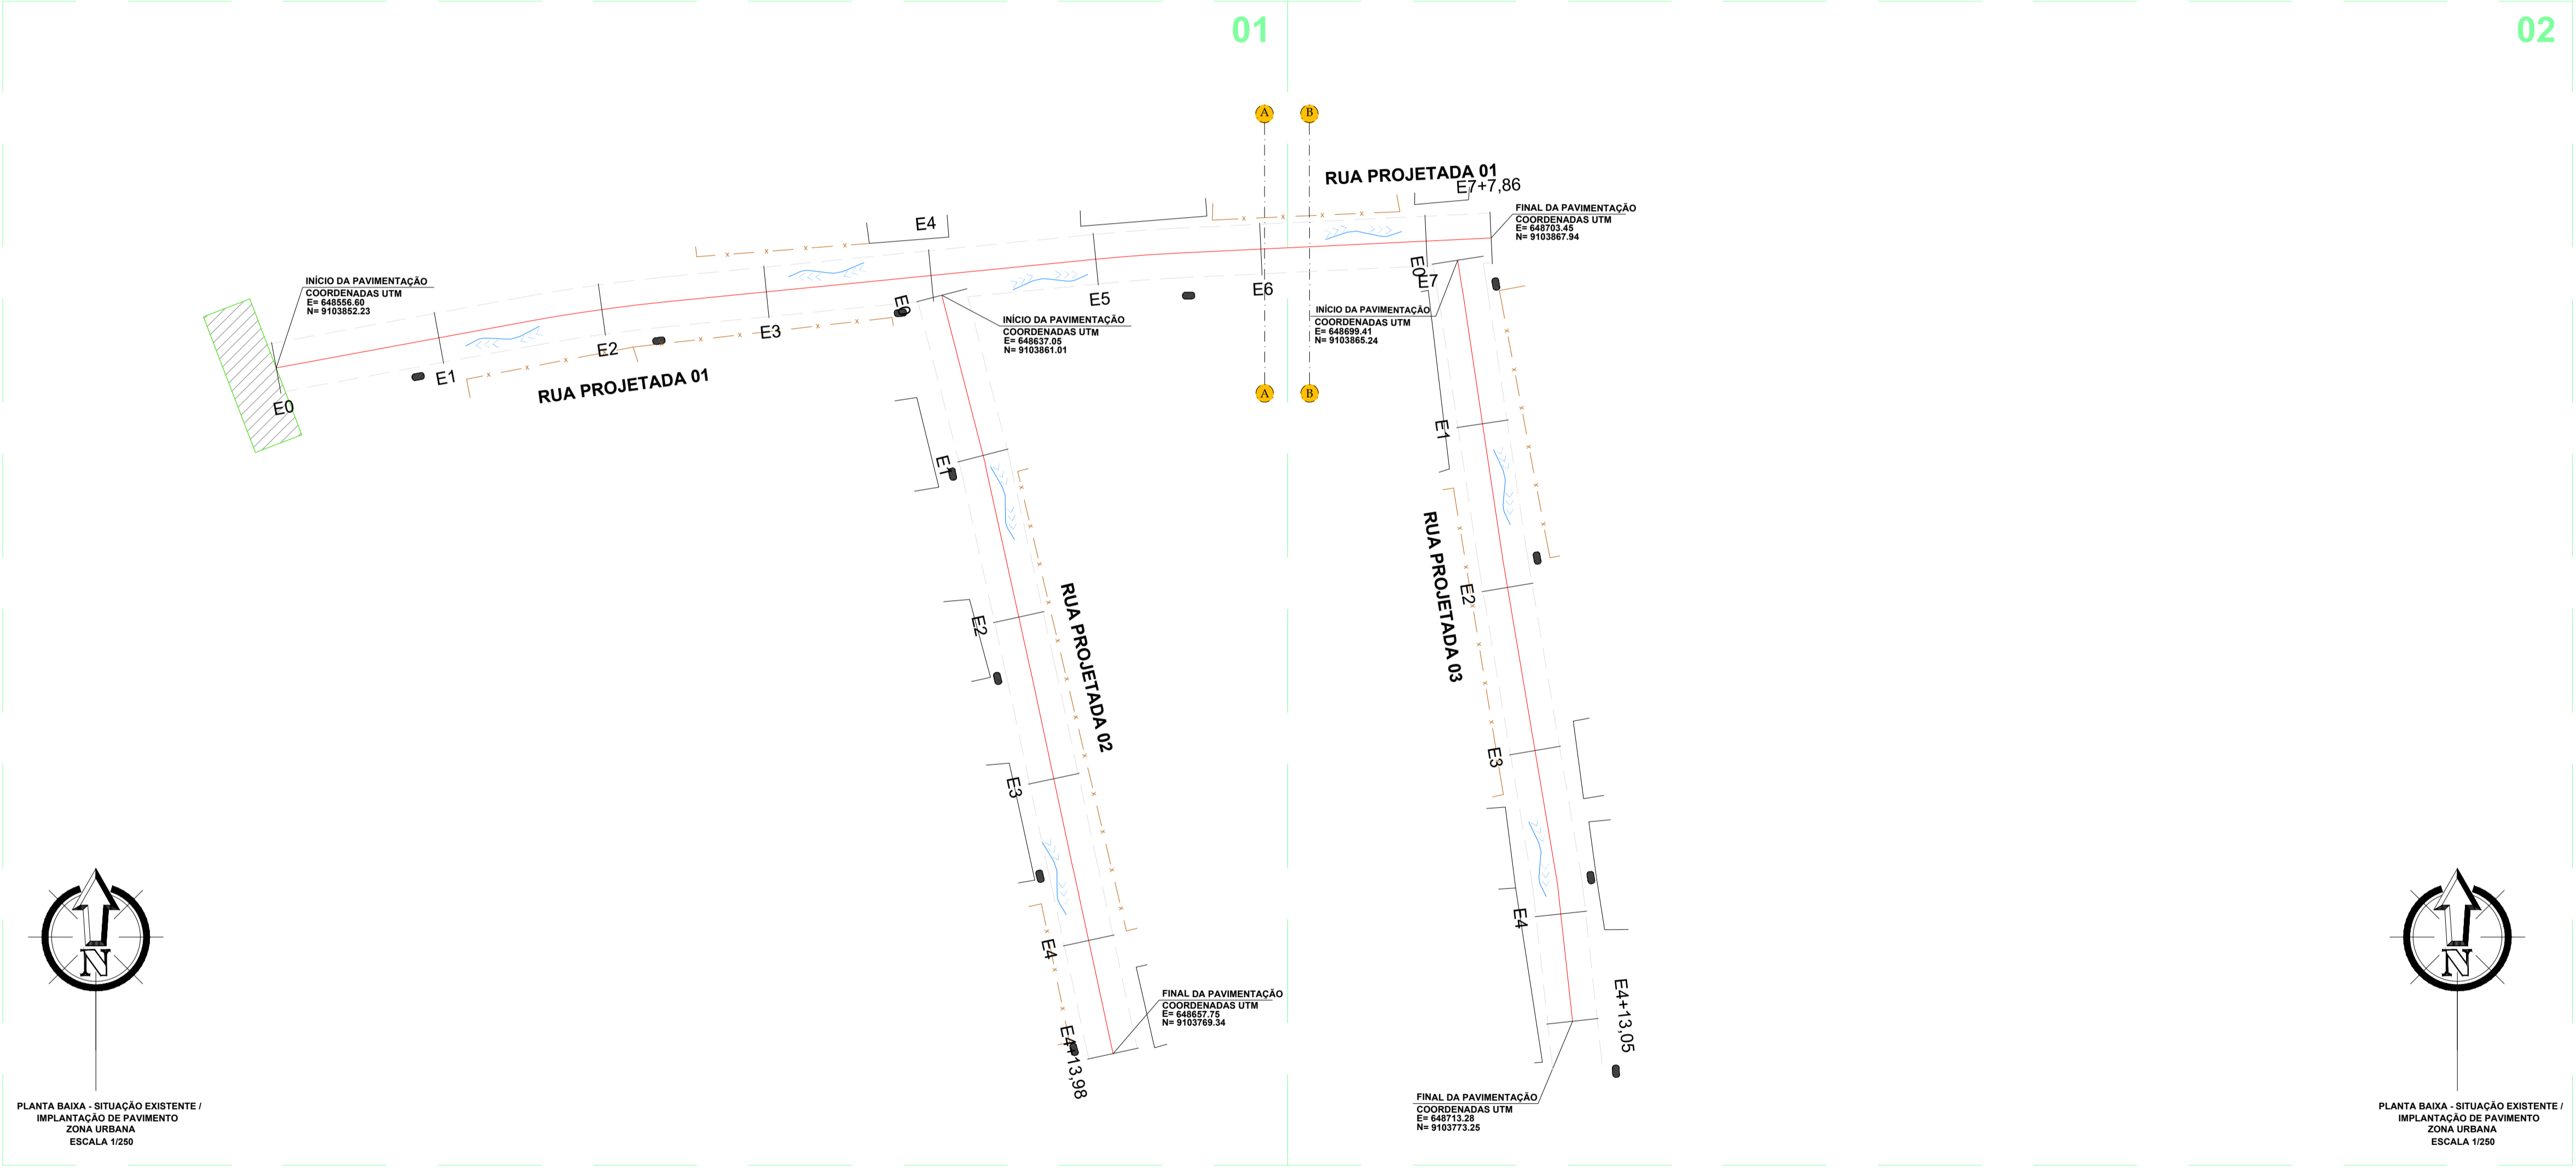 01
02
A
B
RUA PROJETADA 01
E7+7,86
FINAL DA PAVIMENTAÇÃO
COORDENADAS UTM
E= 648703.45
N= 9103867.94
E4
INÍCIO DA PAVIMENTAÇÃO
COORDENADAS UTM
E= 648556.60
N= 9103852.23
E0
E1
E2
E3
RUA PROJETADA 01
E0
E5
E6
E0
E7
INÍCIO DA PAVIMENTAÇÃO
COORDENADAS UTM
E= 648637.05
N= 9103861.01
INÍCIO DA PAVIMENTAÇÃO
COORDENADAS UTM
E= 648699.41
N= 9103865.24
A
B
E1
E2
E3
E4
E4+13,98
RUA PROJETADA 02
FINAL DA PAVIMENTAÇÃO
COORDENADAS UTM
E= 648657.75
N= 9103769.34
E1
E2
E3
E4
E4+13,05
RUA PROJETADA 03
FINAL DA PAVIMENTAÇÃO
COORDENADAS UTM
E= 648713.28
N= 9103773.25
N
PLANTA BAIXA - SITUAÇÃO EXISTENTE /
IMPLANTAÇÃO DE PAVIMENTO
ZONA URBANA
ESCALA 1/250
N
PLANTA BAIXA - SITUAÇÃO EXISTENTE /
IMPLANTAÇÃO DE PAVIMENTO
ZONA URBANA
ESCALA 1/250